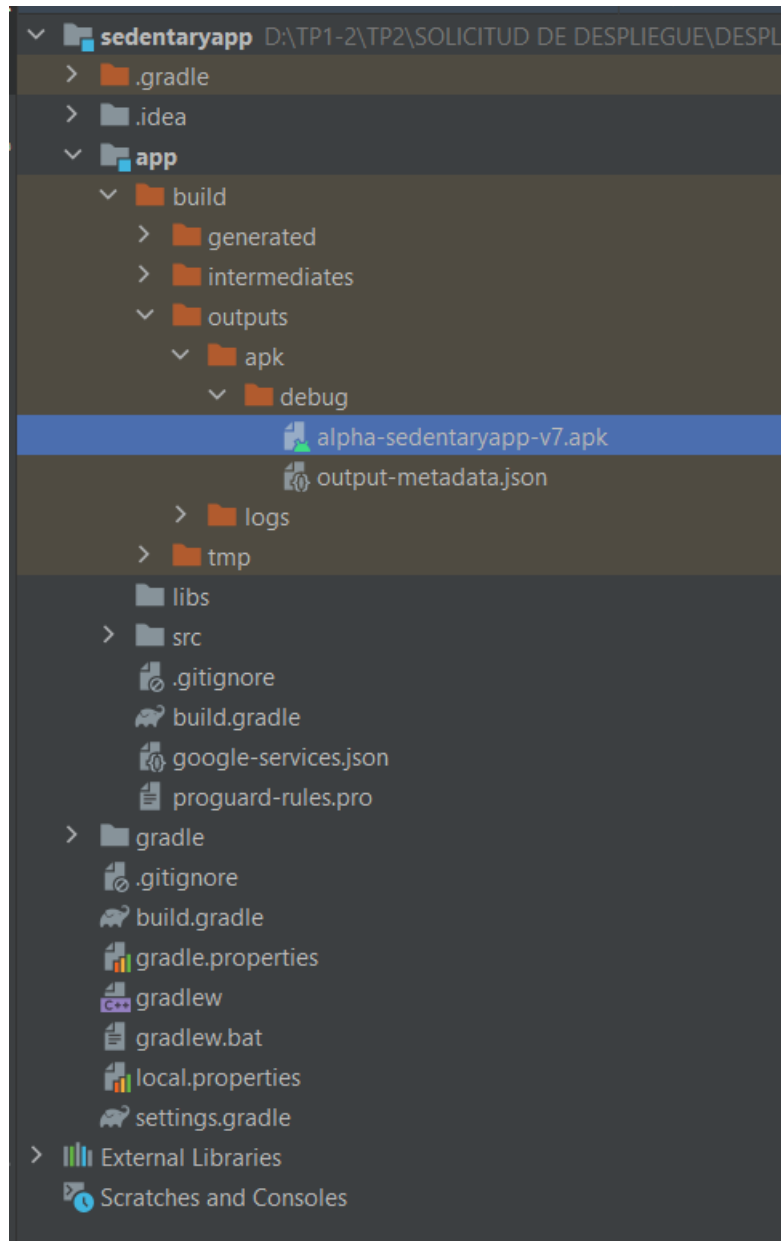 sedentaryapp D:\TP1-2\TP2\SOLICITUD DE DESPLIEGUE\DESPL
.gradle
.idea
app
build
generated
intermediates
outputs
apk
debug
alpha-sedentaryapp-v7.apk
output-metadata.json
logs
tmp
libs
src
.gitignore
build.gradle
google-services.json
proguard-rules.pro
gradle
.gitignore
build.gradle
gradle.properties
C++ gradlew
gradlew.bat
local.properties
settings.gradle
External Libraries
Scratches and Consoles